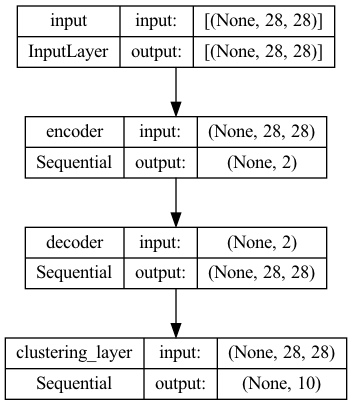 input input: [(None, 28, 28)]
InputLayer output: [(None, 28, 28)]
encoder input: (None, 28, 28)
Sequential output: (None, 2)
decoder input: (None, 2)
Sequential output: (None, 28, 28)
clustering_layer input: (None, 28, 28)
Sequential output: (None, 10)